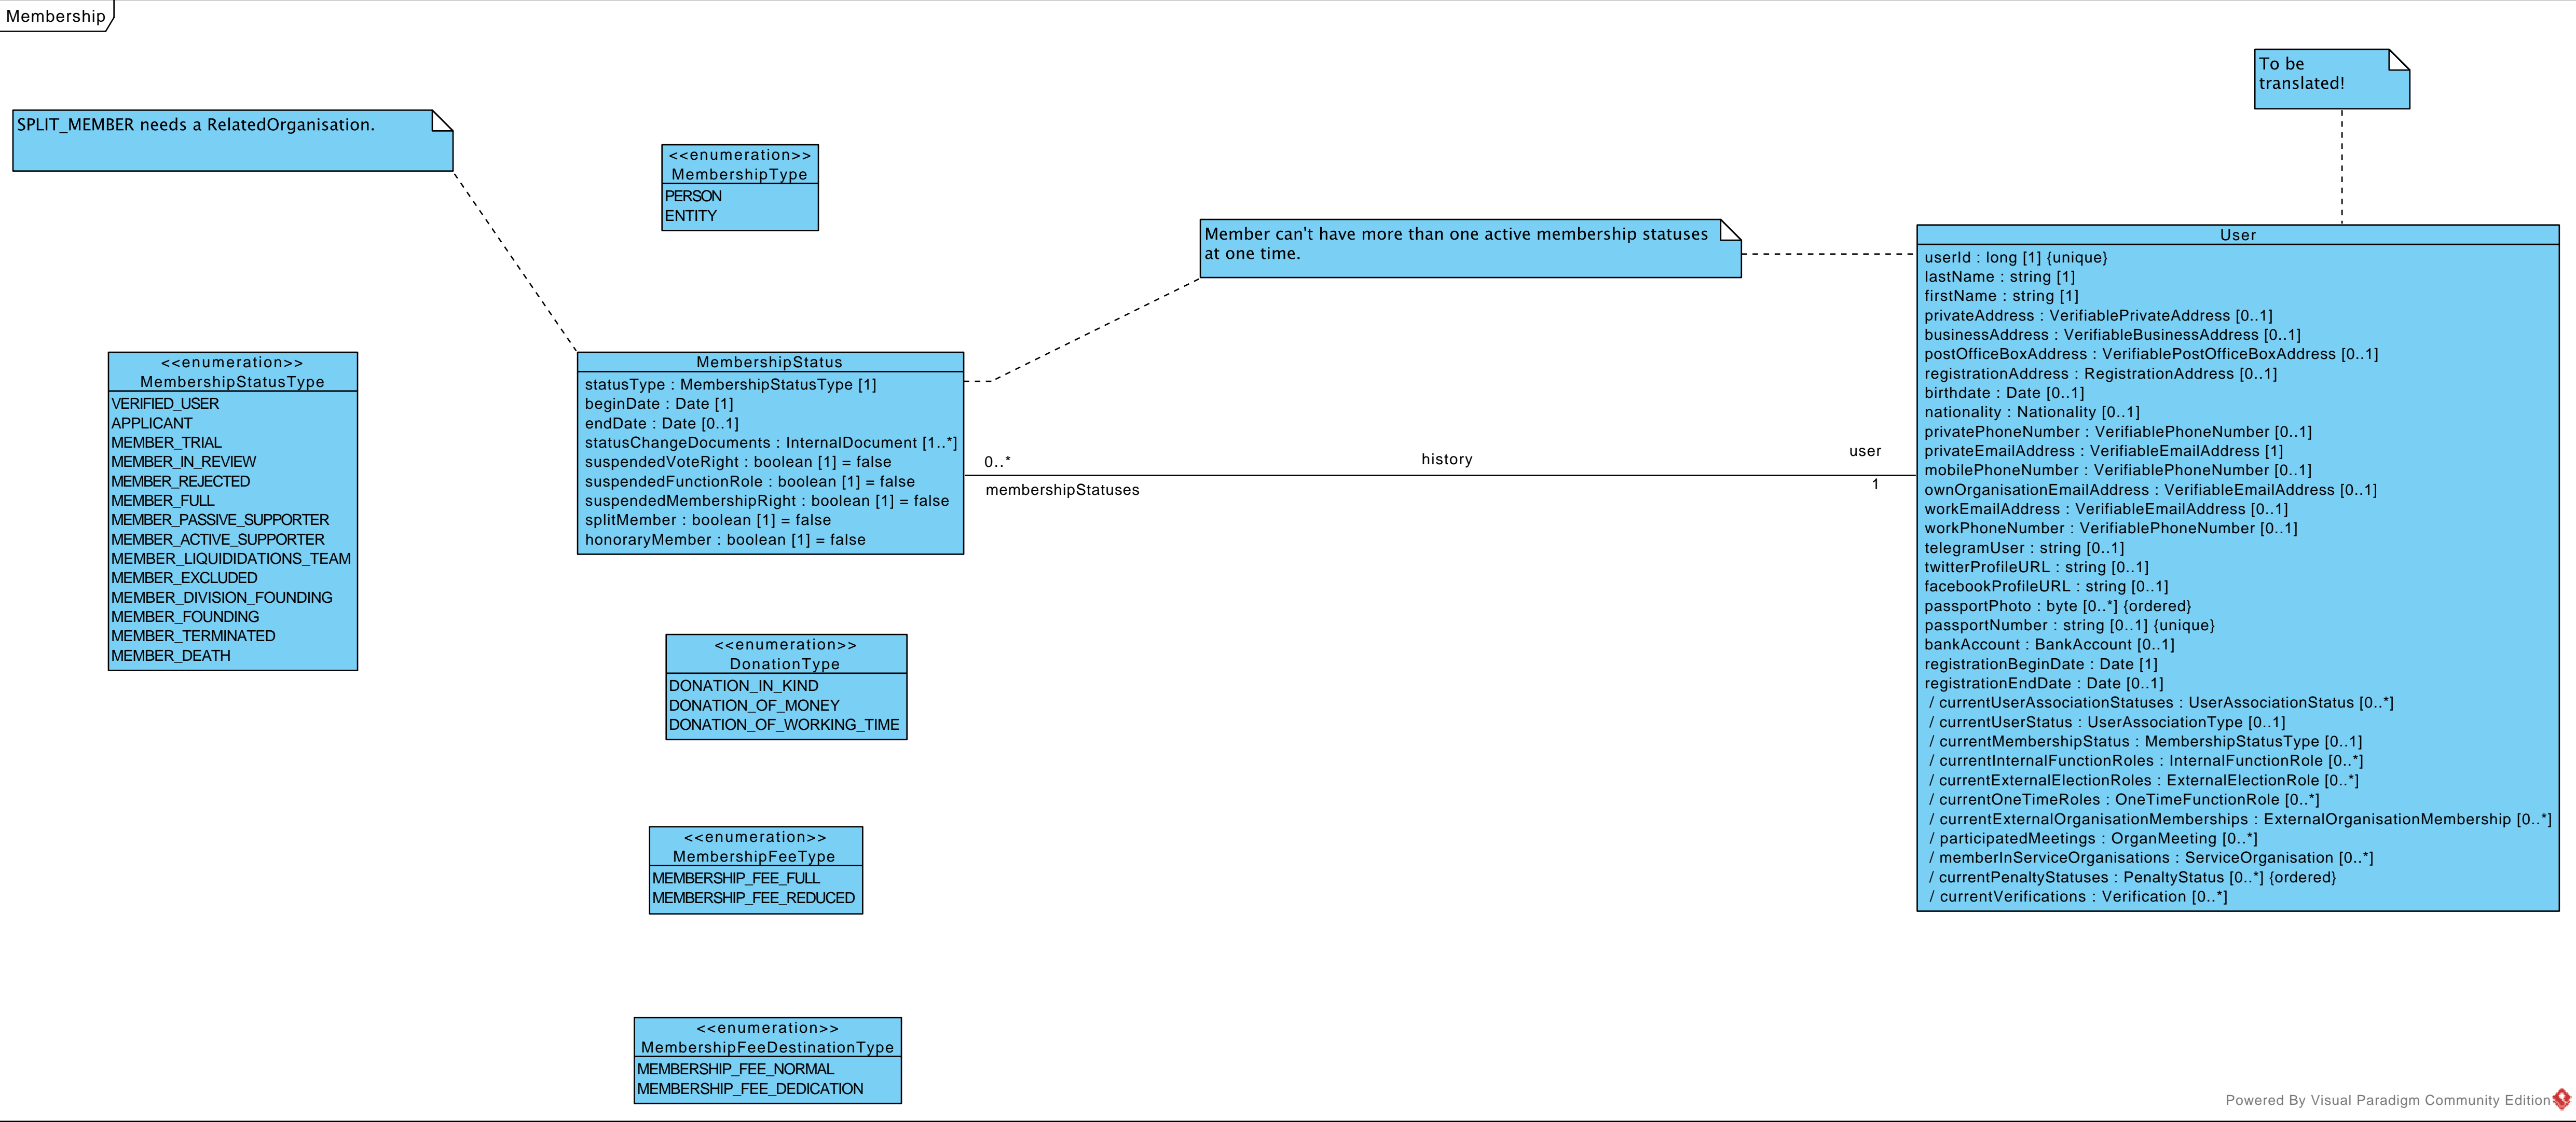 Membership
To be
translated!
SPLIT_MEMBER needs a RelatedOrganisation.
<<enumeration>>
MembershipType
PERSON
ENTITY
Member can't have more than one active membership statuses
at one time.
<<enumeration>>
MembershipStatusType
VERIFIED_USER
APPLICANT
MEMBER_TRIAL
MEMBER_IN_REVIEW
MEMBER_REJECTED
MEMBER_FULL
MEMBER_PASSIVE_SUPPORTER
MEMBER_ACTIVE_SUPPORTER
MEMBER_LIQUIDIDATIONS_TEAM
MEMBER_EXCLUDED
MEMBER_DIVISION_FOUNDING
MEMBER_FOUNDING
MEMBER_TERMINATED
MEMBER_DEATH
MembershipStatus
statusType : MembershipStatusType [1]
beginDate : Date [1]
endDate : Date [0..1]
statusChangeDocuments : InternalDocument [1..*]
suspendedVoteRight : boolean [1] = false
suspendedFunctionRole : boolean [1] = false
suspendedMembershipRight : boolean [1] = false
splitMember : boolean [1] = false
honoraryMember : boolean [1] = false
0..*
membershipStatuses
history
user
1
User
userId : long [1] {unique}
lastName : string [1]
firstName : string [1]
privateAddress : VerifiablePrivateAddress [0..1]
businessAddress : VerifiableBusinessAddress [0..1]
postOfficeBoxAddress : VerifiablePostOfficeBoxAddress [0..1]
registrationAddress : RegistrationAddress [0..1]
birthdate : Date [0..1]
nationality : Nationality [0..1]
privatePhoneNumber : VerifiablePhoneNumber [0..1]
privateEmailAddress : VerifiableEmailAddress [1]
mobilePhoneNumber : VerifiablePhoneNumber [0..1]
ownOrganisationEmailAddress : VerifiableEmailAddress [0..1]
workEmailAddress : VerifiableEmailAddress [0..1]
workPhoneNumber : VerifiablePhoneNumber [0..1]
telegramUser : string [0..1]
twitterProfileURL : string [0..1]
facebookProfileURL : string [0..1]
passportPhoto : byte [0..*] {ordered}
passportNumber : string [0..1] {unique}
bankAccount : BankAccount [0..1]
registrationBeginDate : Date [1]
registrationEndDate : Date [0..1]
/ currentUserAssociationStatuses : UserAssociationStatus [0..*]
/ currentUserStatus : UserAssociationType [0..1]
/ currentMembershipStatus : MembershipStatusType [0..1]
/ currentInternalFunctionRoles : InternalFunctionRole [0..*]
/ currentExternalElectionRoles : ExternalElectionRole [0..*]
/ currentOneTimeRoles : OneTimeFunctionRole [0..*]
/ currentExternalOrganisationMemberships : ExternalOrganisationMembership [0..*]
/ participatedMeetings : OrganMeeting [0..*]
/ memberInServiceOrganisations : ServiceOrganisation [0..*]
/ currentPenaltyStatuses : PenaltyStatus [0..*] {ordered}
/ currentVerifications : Verification [0..*]
<<enumeration>>
DonationType
DONATION_IN_KIND
DONATION_OF_MONEY
DONATION_OF_WORKING_TIME
<<enumeration>>
MembershipFeeType
MEMBERSHIP_FEE_FULL
MEMBERSHIP_FEE_REDUCED
<<enumeration>>
MembershipFeeDestinationType
MEMBERSHIP_FEE_NORMAL
MEMBERSHIP_FEE_DEDICATION
Powered By Visual Paradigm Community Edition